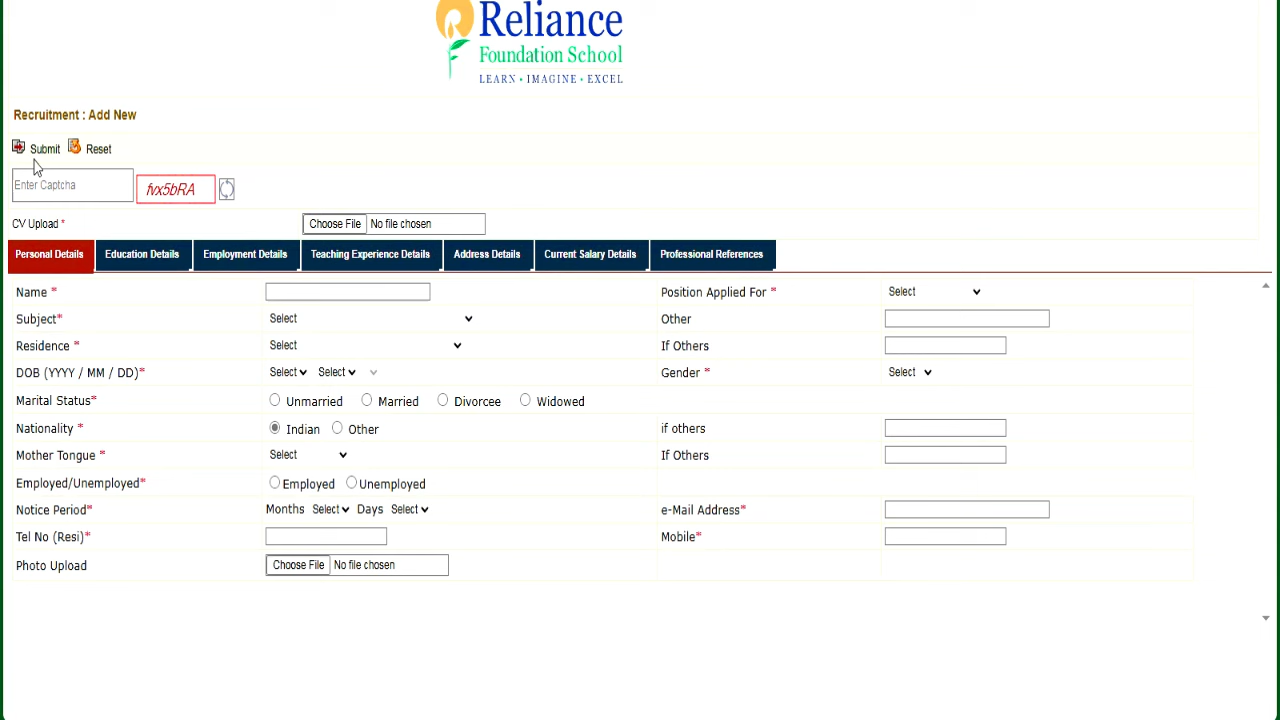 Reliance
Foundation School
LEARN • IMAGINE • EXCEL
Recruitment : Add New
Submit Reset
Enter Captcha fvx5bRA
CV Upload * Choose File No file chosen
Personal Details Education Details Employment Details Teaching Experience Details Address Details Current Salary Details Professional References
Name * Position Applied For * Select
Subject* Select Other
Residence * Select If Others
DOB (YYYY / MM / DD)* Select Select Gender * Select
Marital Status* Unmarried Married Divorcee Widowed
Nationality * Indian Other if others
Mother Tongue * Select If Others
Employed/Unemployed* Employed Unemployed
Notice Period* Months Select Days Select e-Mail Address*
Tel No (Resi)* Mobile*
Photo Upload Choose File No file chosen